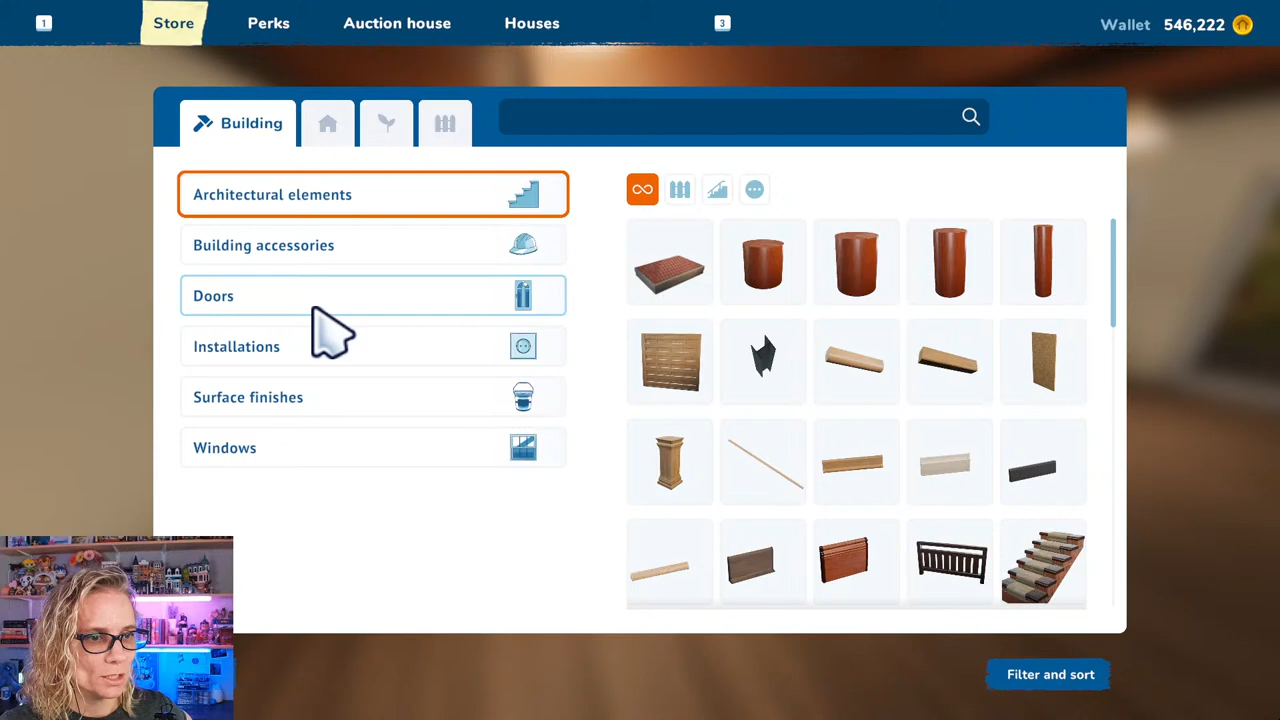 1 Store Perks Auction house Houses 3 Wallet 546,222
Building
Architectural elements
Building accessories
Doors
Installations
Surface finishes
Windows
Filter and sort